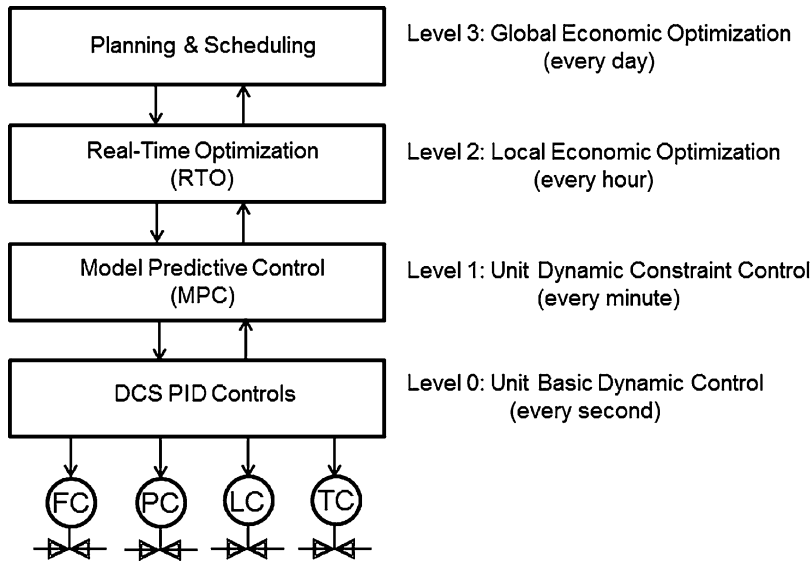 Planning & Scheduling
Level 3: Global Economic Optimization
(every day)
Real-Time Optimization
(RTO)
Level 2: Local Economic Optimization
(every hour)
Model Predictive Control
(MPC)
Level 1: Unit Dynamic Constraint Control
(every minute)
DCS PID Controls
Level 0: Unit Basic Dynamic Control
(every second)
FC PC LC TC